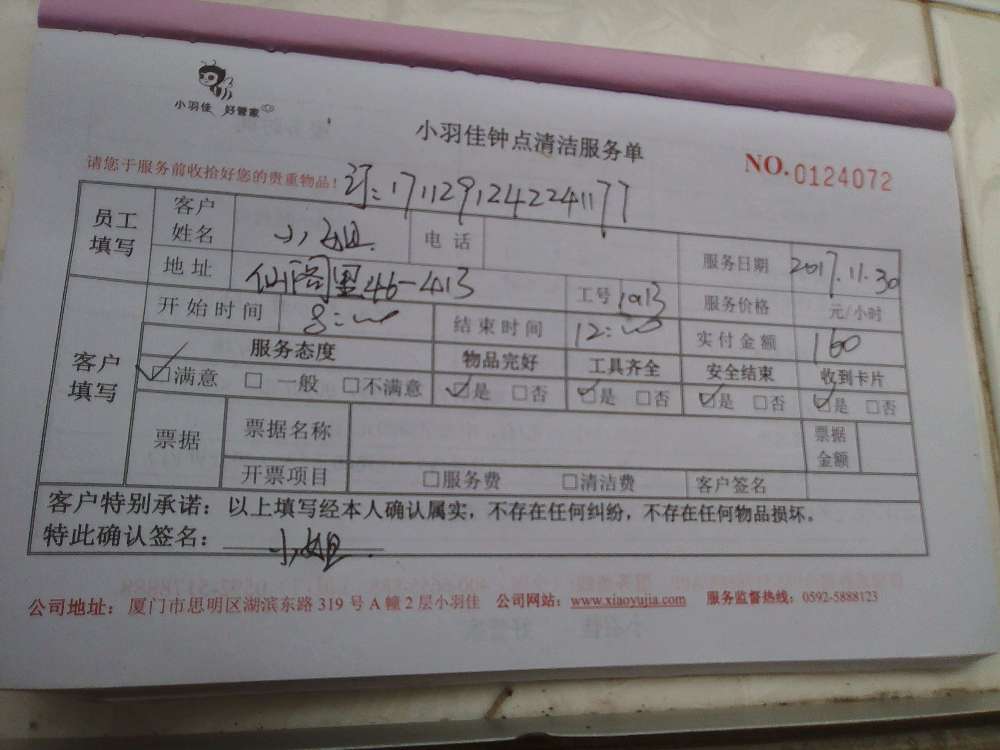 小羽佳 好管家
小羽佳钟点清洁服务单
NO.0124072
请您于服务前收拾好您的贵重物品!
订:1711291242241177
员工填写 客户姓名 小姐 电话 服务日期 2017.11.30
地址 仙阁里46-413 工号 1013 服务价格 元/小时
客户填写 开始时间 8:00 结束时间 12:00 实付金额 160
服务态度 物品完好 工具齐全 安全结束 收到卡片
☑满意 □一般 □不满意 ☑是 □否 ☑是 □否 ☑是 □否 ☑是 □否
票据 票据名称 票据金额
开票项目 □服务费 □清洁费 客户签名
客户特别承诺:以上填写经本人确认属实,不存在任何纠纷,不存在任何物品损坏。
特此确认签名: 小姐
公司地址:厦门市思明区湖滨东路 319 号 A 幢 2 层小羽佳 公司网站:www.xiaoyujia.com 服务监督热线:0592-5888123